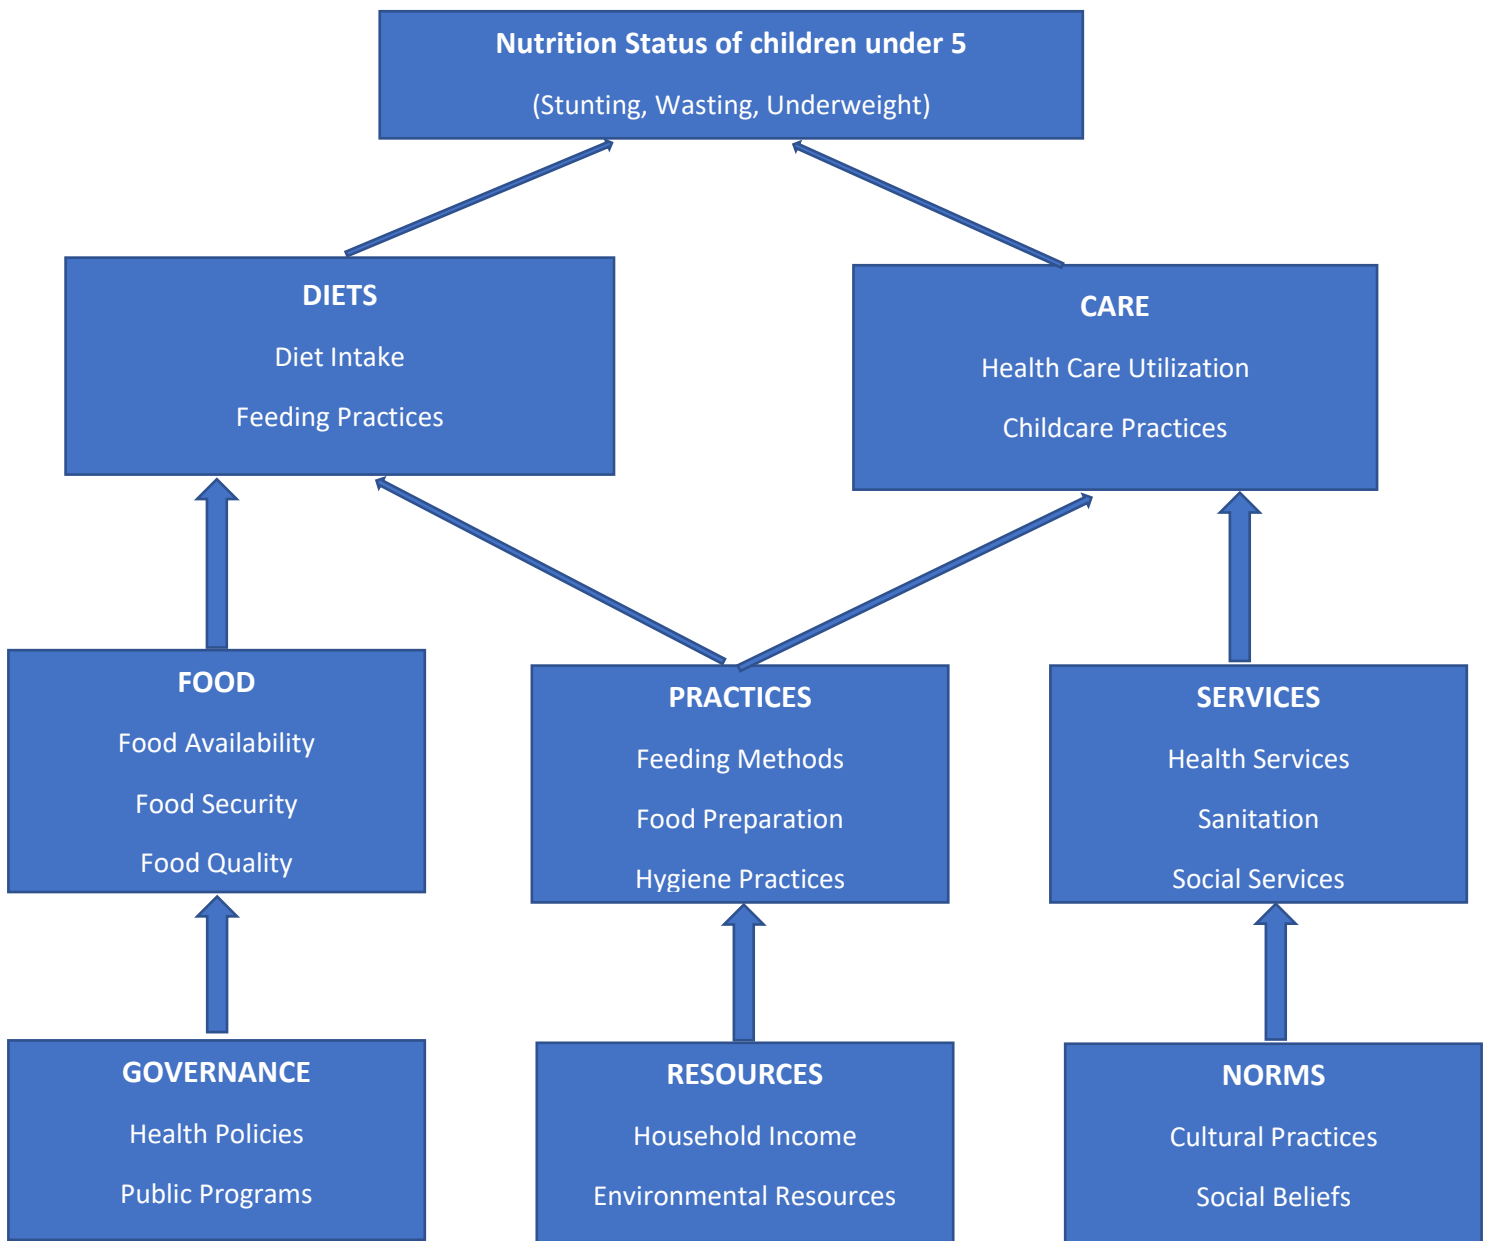 Nutrition Status of children under 5
(Stunting, Wasting, Underweight)
DIETS
Diet Intake
Feeding Practices
CARE
Health Care Utilization
Childcare Practices
FOOD
Food Availability
Food Security
Food Quality
PRACTICES
Feeding Methods
Food Preparation
Hygiene Practices
SERVICES
Health Services
Sanitation
Social Services
GOVERNANCE
Health Policies
Public Programs
RESOURCES
Household Income
Environmental Resources
NORMS
Cultural Practices
Social Beliefs